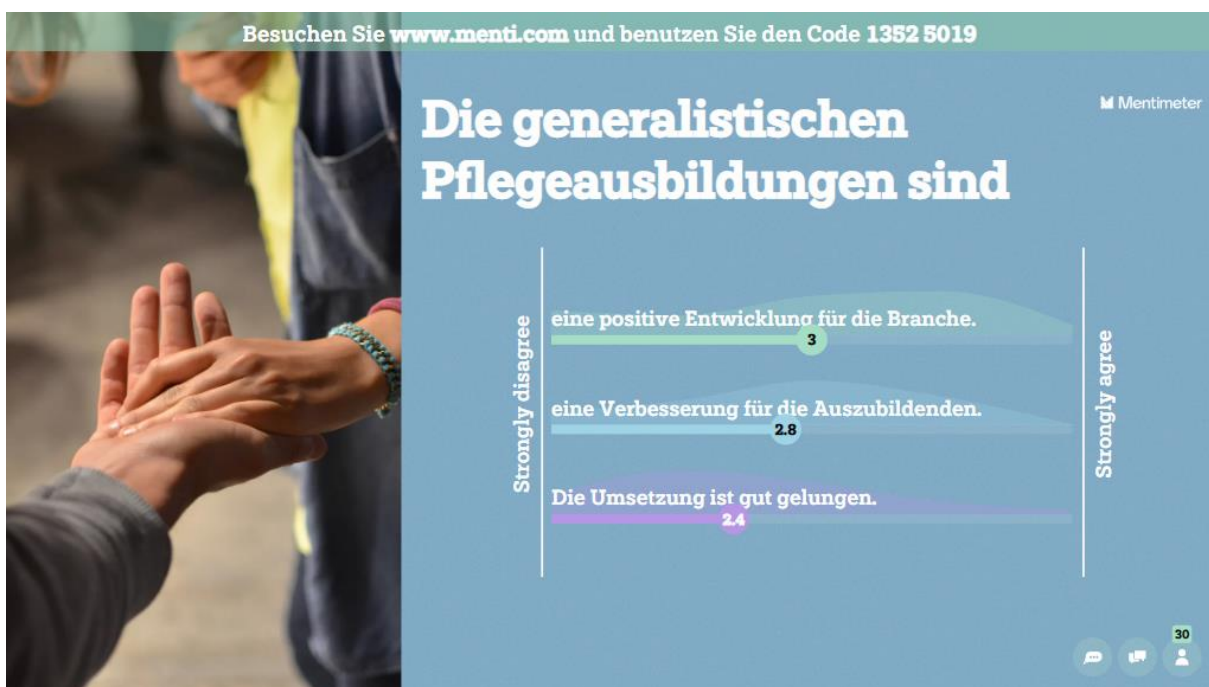 Besuchen Sie www.menti.com und benutzen Sie den Code 1352 5019
Mentimeter
Die generalistischen
Pflegeausbildungen sind
Strongly disagree
eine positive Entwicklung für die Branche.
3
eine Verbesserung für die Auszubildenden.
2.8
Die Umsetzung ist gut gelungen.
2.4
Strongly agree
30